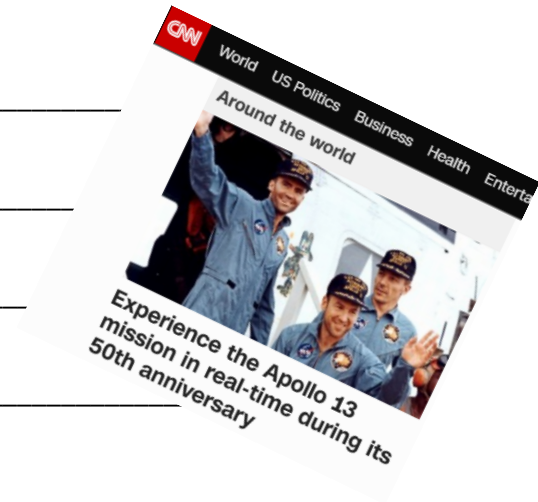 CNN World US Politics Business Health Enterta
Around the world
Experience the Apollo 13
mission in real-time during its
50th anniversary